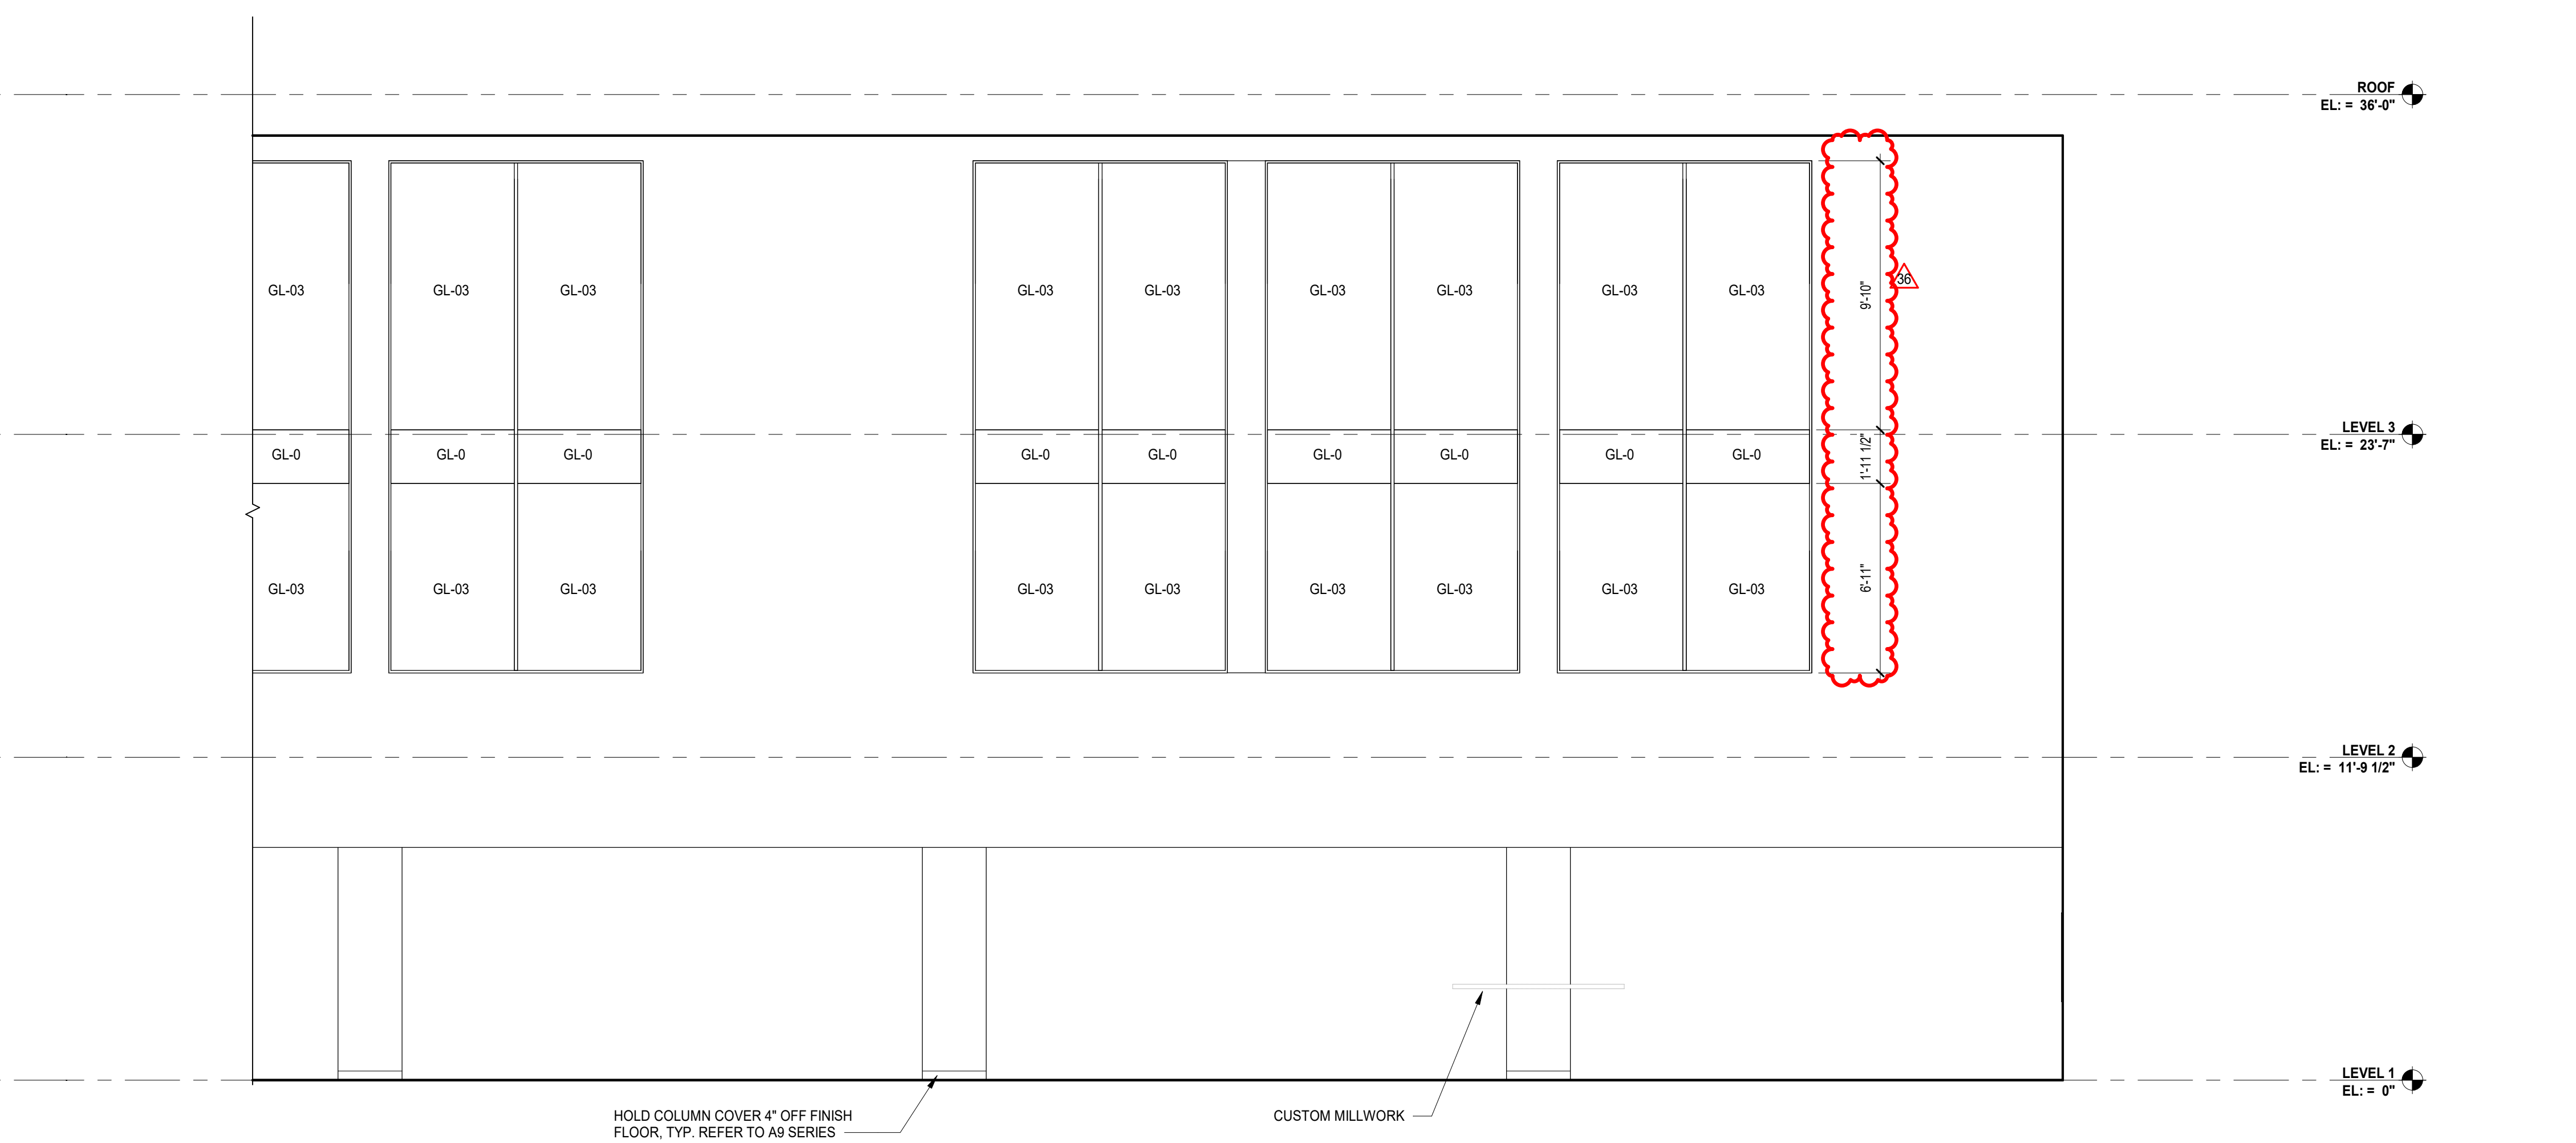 ROOF
EL: = 36'-0"
GL-03
GL-03
GL-03
GL-03
GL-03
GL-03
GL-03
GL-03
GL-03
36
9'-10"
LEVEL 3
EL: = 23'-7"
GL-0
GL-0
GL-0
GL-0
GL-0
GL-0
GL-0
GL-0
GL-0
1'-11 1/2"
GL-03
GL-03
GL-03
GL-03
GL-03
GL-03
GL-03
GL-03
GL-03
6'-11"
LEVEL 2
EL: = 11'-9 1/2"
LEVEL 1
EL: = 0"
HOLD COLUMN COVER 4" OFF FINISH
FLOOR, TYP. REFER TO A9 SERIES
CUSTOM MILLWORK